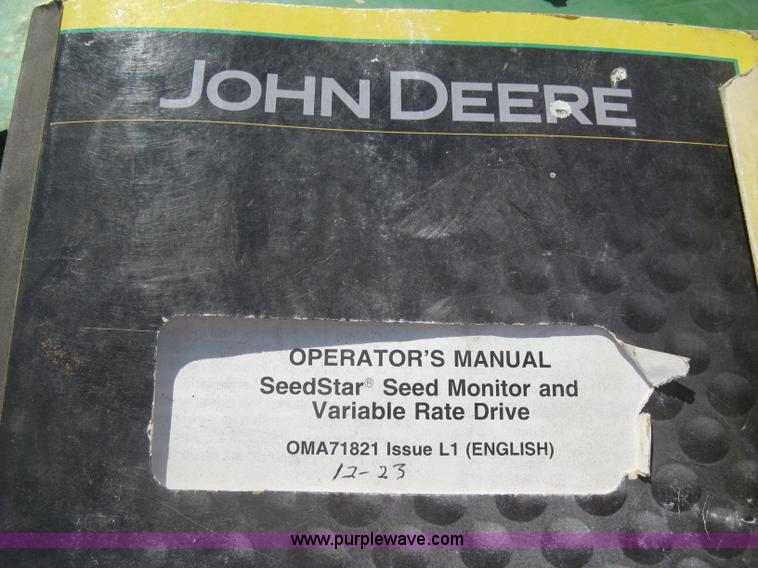 JOHN DEERE
OPERATOR'S MANUAL
SeedStar® Seed Monitor and
Variable Rate Drive
OMA71821 Issue L1 (ENGLISH)
12-23
www.purplewave.com